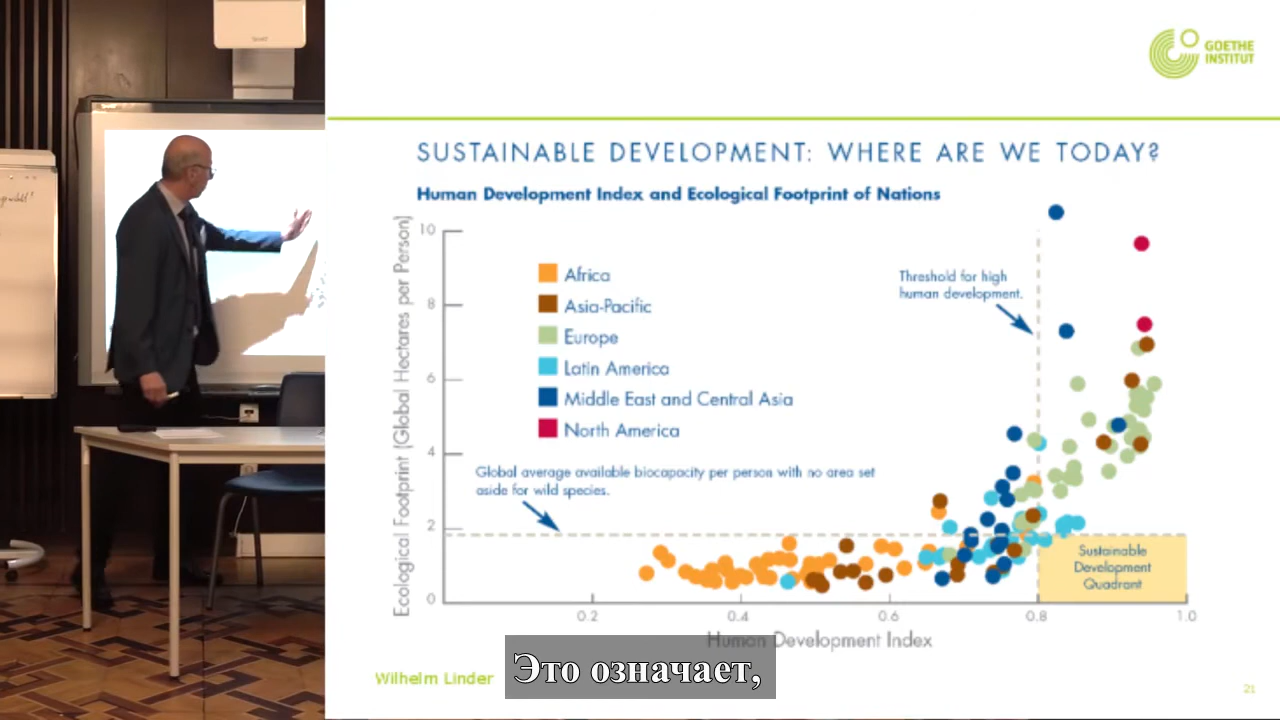 GOETHE
INSTITUT
SUSTAINABLE DEVELOPMENT: WHERE ARE WE TODAY?
Human Development Index and Ecological Footprint of Nations
Ecological Footprint (Global Hectares per Person)
10
8
6
4
2
0
Africa
Asia-Pacific
Europe
Latin America
Middle East and Central Asia
North America
Threshold for high
human development.
Global average available biocapacity per person with no area set
aside for wild species.
Sustainable
Development
Quadrant
0.2
0.4
0.6
0.8
1.0
Human Development Index
Wilhelm Linder
Это означает,
21